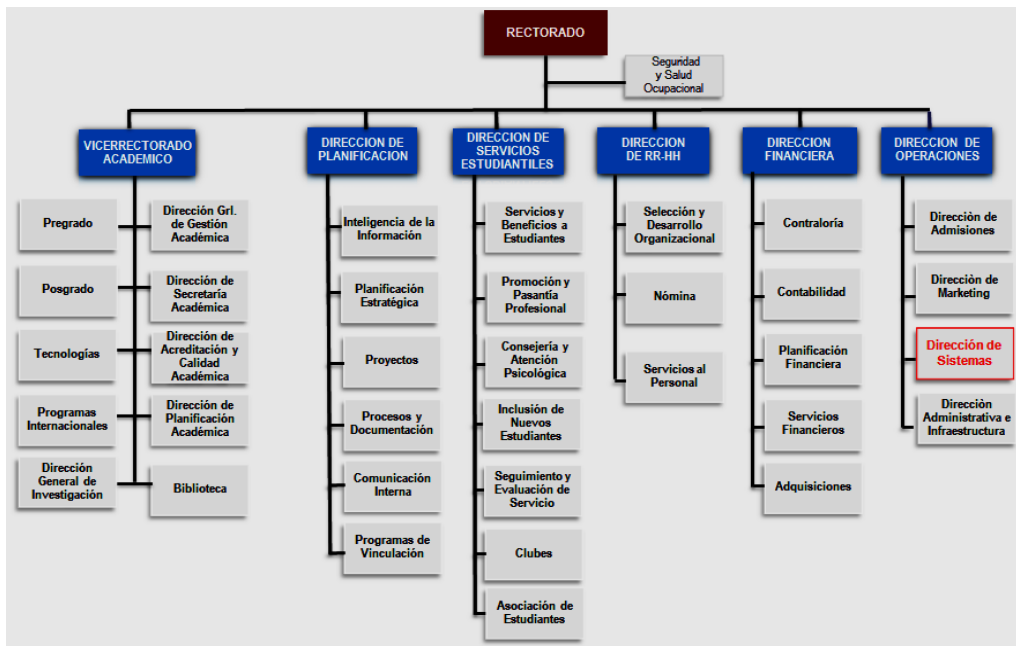 RECTORADO
Seguridad
y Salud
Ocupacional
VICERRECTORADO
ACADEMICO
DIRECCION DE
PLANIFICACION
DIRECCION DE
SERVICIOS
ESTUDIANTILES
DIRECCION
DE RR-HH
DIRECCION
FINANCIERA
DIRECCION DE
OPERACIONES
Pregrado
Posgrado
Tecnologías
Programas
Internacionales
Dirección
General de
Investigación
Dirección Grl.
de Gestión
Académica
Dirección de
Secretaría
Académica
Dirección de
Acreditación y
Calidad
Académica
Dirección de
Planificación
Académica
Biblioteca
Inteligencia de la
Información
Planificación
Estratégica
Proyectos
Procesos y
Documentación
Comunicación
Interna
Programas de
Vinculación
Servicios y
Beneficios a
Estudiantes
Promoción y
Pasantía
Profesional
Consejería y
Atención
Psicológica
Inclusión de
Nuevos
Estudiantes
Seguimiento y
Evaluación de
Servicio
Clubes
Asociación de
Estudiantes
Selección y
Desarrollo
Organizacional
Nómina
Servicios al
Personal
Contraloría
Contabilidad
Planificación
Financiera
Servicios
Financieros
Adquisiciones
Direcciòn de
Admisiones
Direcciòn de
Marketing
Dirección de
Sistemas
Direcciòn
Administrativa e
Infraestructura